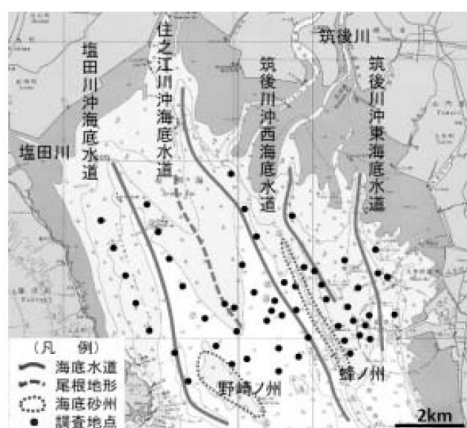 塩田川沖海底水道
住之江川沖海底水道
筑後川沖西海底水道
筑後川
筑後川沖東海底水道
塩田川
(凡 例)
海底水道
尾根地形
海底砂州
調査地点
野崎ノ州
蜂ノ州
2km